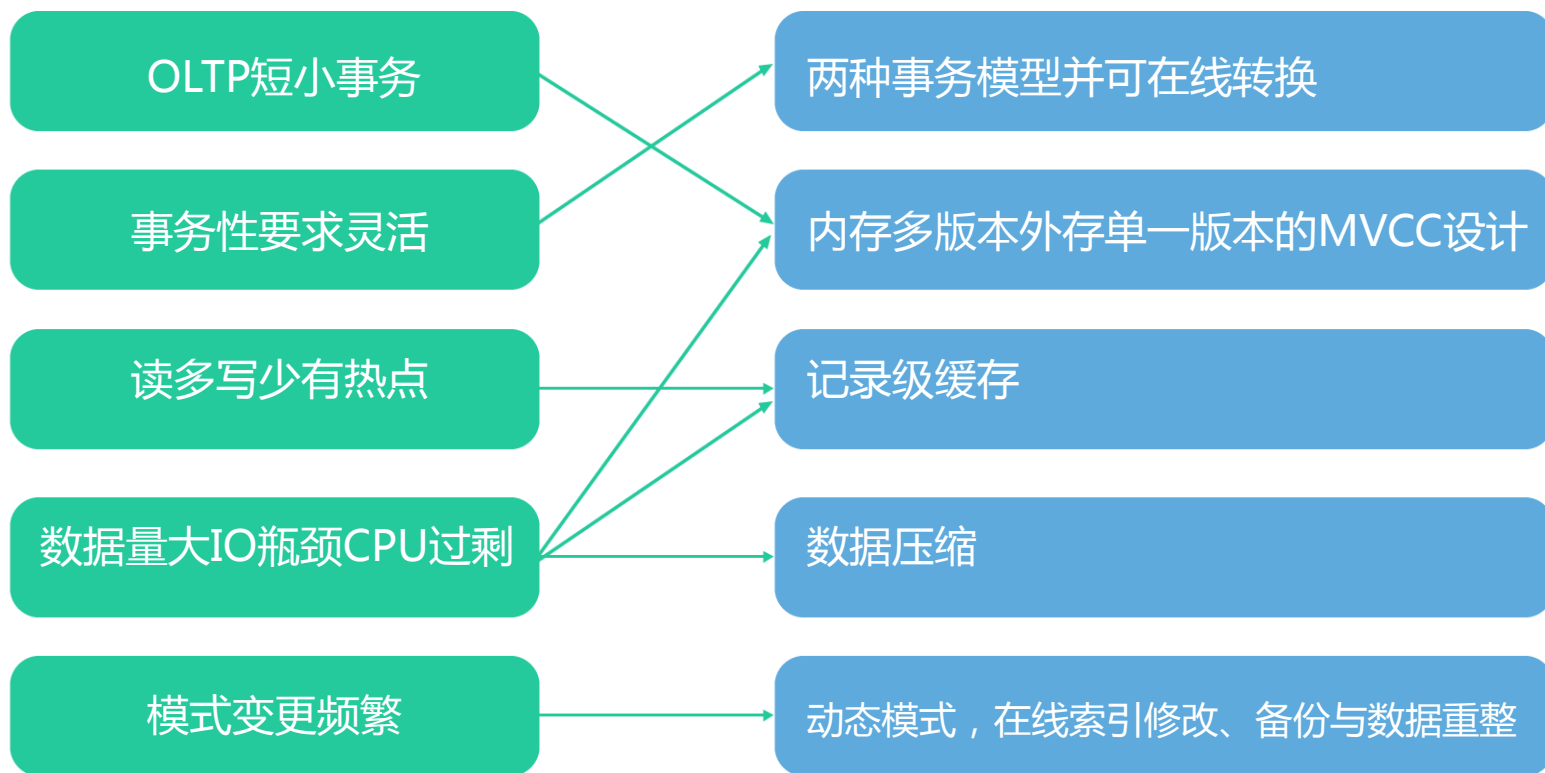 OLTP短小事务
两种事务模型并可在线转换
事务性要求灵活
内存多版本外存单一版本的MVCC设计
读多写少有热点
记录级缓存
数据量大IO瓶颈CPU过剩
数据压缩
模式变更频繁
动态模式，在线索引修改、备份与数据重整